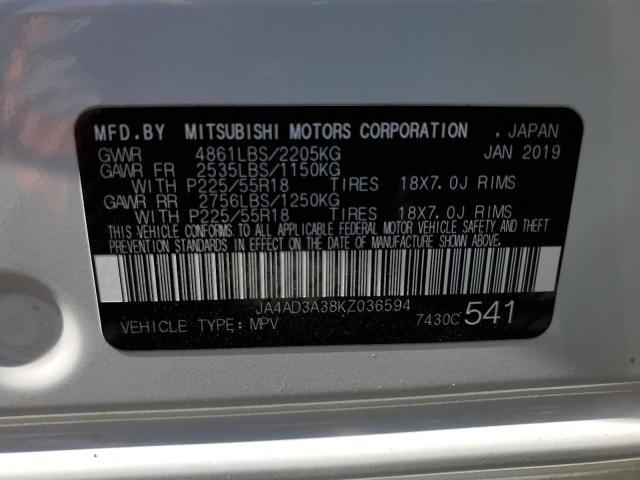 MFD.BY MITSUBISHI MOTORS CORPORATION . JAPAN
GVWR 4861LBS/2205KG JAN 2019
GAWR FR 2535LBS/1150KG
WITH P225/55R18 TIRES 18X7.0J RIMS
GAWR RR 2756LBS/1250KG
WITH P225/55R18 TIRES 18X7.0J RIMS
THIS VEHICLE CONFORMS TO ALL APPLICABLE FEDERAL MOTOR VEHICLE SAFETY AND THEFT
PREVENTION STANDARDS IN EFFECT ON THE DATE OF MANUFACTURE SHOWN ABOVE.
JA4AD3A38KZ036594
VEHICLE TYPE: MPV 7430C 541